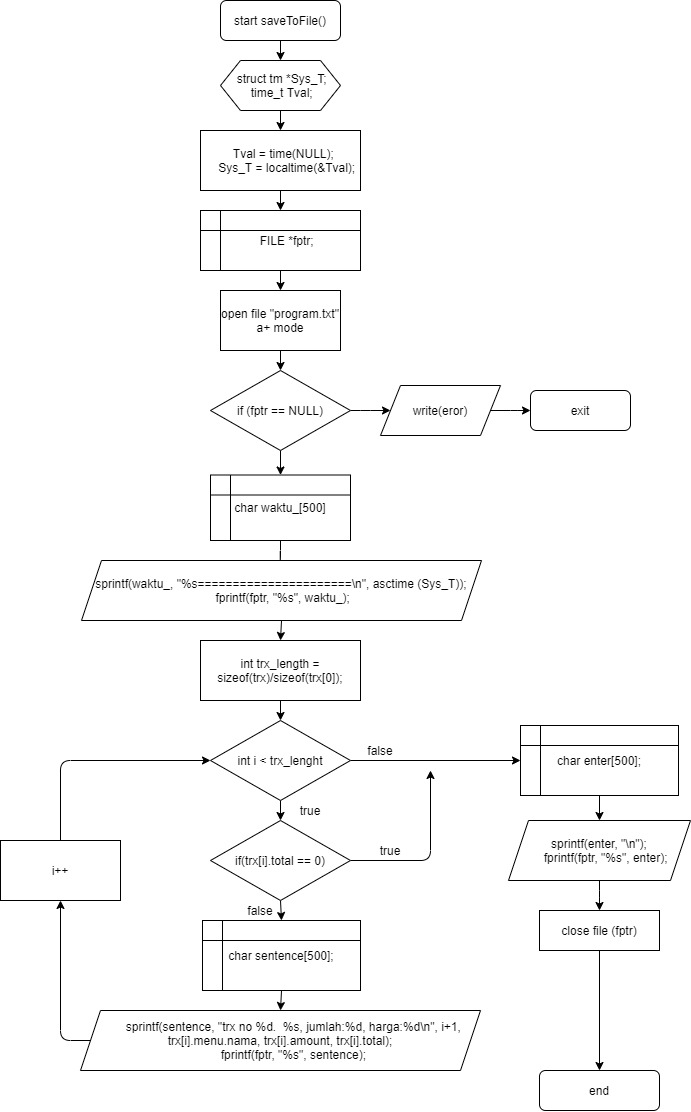 start saveToFile()
struct tm *Sys_T;
time_t Tval;
Tval = time(NULL);
Sys_T = localtime(&Tval);
FILE *fptr;
open file "program.txt"
a+ mode
if (fptr == NULL)
write(eror)
exit
char waktu_[500]
sprintf(waktu_, "%s======================\n", asctime (Sys_T));
fprintf(fptr, "%s", waktu_);
int trx_length =
sizeof(trx)/sizeof(trx[0]);
int i < trx_lenght
false
char enter[500];
true
sprintf(enter, "\n");
fprintf(fptr, "%s", enter);
if(trx[i].total == 0)
true
i++
false
close file (fptr)
char sentence[500];
sprintf(sentence, "trx no %d.  %s, jumlah:%d, harga:%d\n", i+1,
trx[i].menu.nama, trx[i].amount, trx[i].total);
fprintf(fptr, "%s", sentence);
end